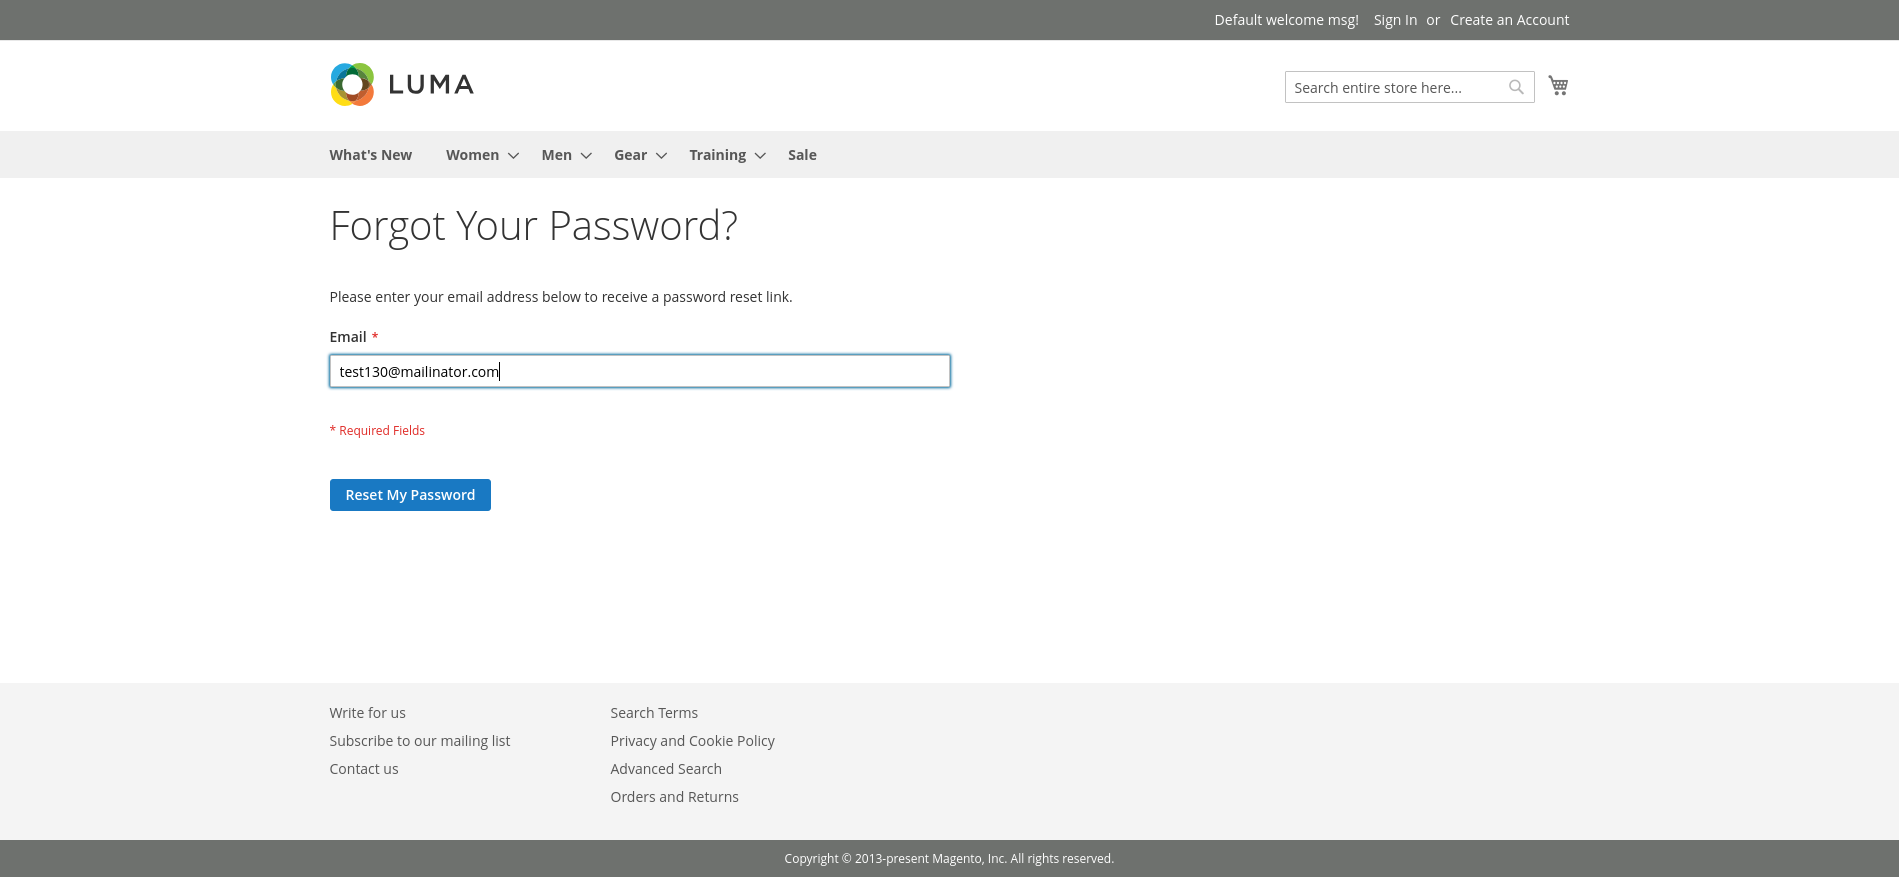 Default welcome msg! Sign In or Create an Account
LUMA
Search entire store here...
What's New Women Men Gear Training Sale
Forgot Your Password?
Please enter your email address below to receive a password reset link.
Email *
test130@mailinator.com
* Required Fields
Reset My Password
Write for us
Subscribe to our mailing list
Contact us
Search Terms
Privacy and Cookie Policy
Advanced Search
Orders and Returns
Copyright © 2013-present Magento, Inc. All rights reserved.